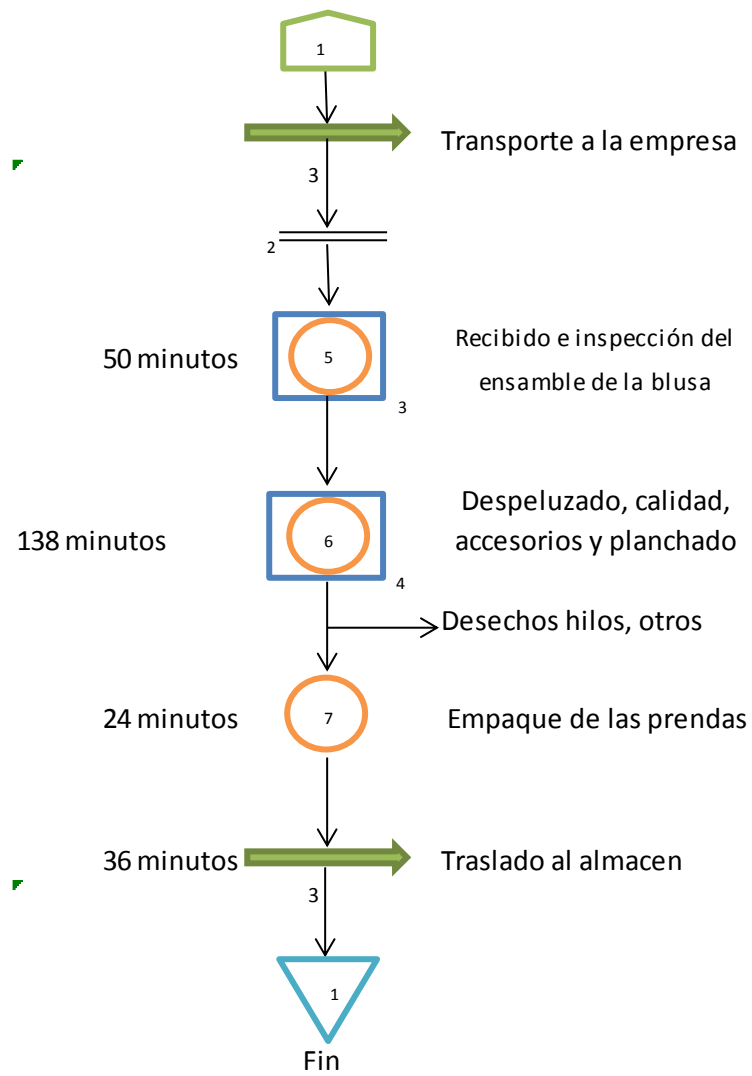 1
Transporte a la empresa
3
2
50 minutos
5
Recibido e inspección del
ensamble de la blusa
3
138 minutos
6
Despeluzado, calidad,
accesorios y planchado
4
Desechos hilos, otros
24 minutos
7
Empaque de las prendas
36 minutos
Traslado al almacen
3
1
Fin